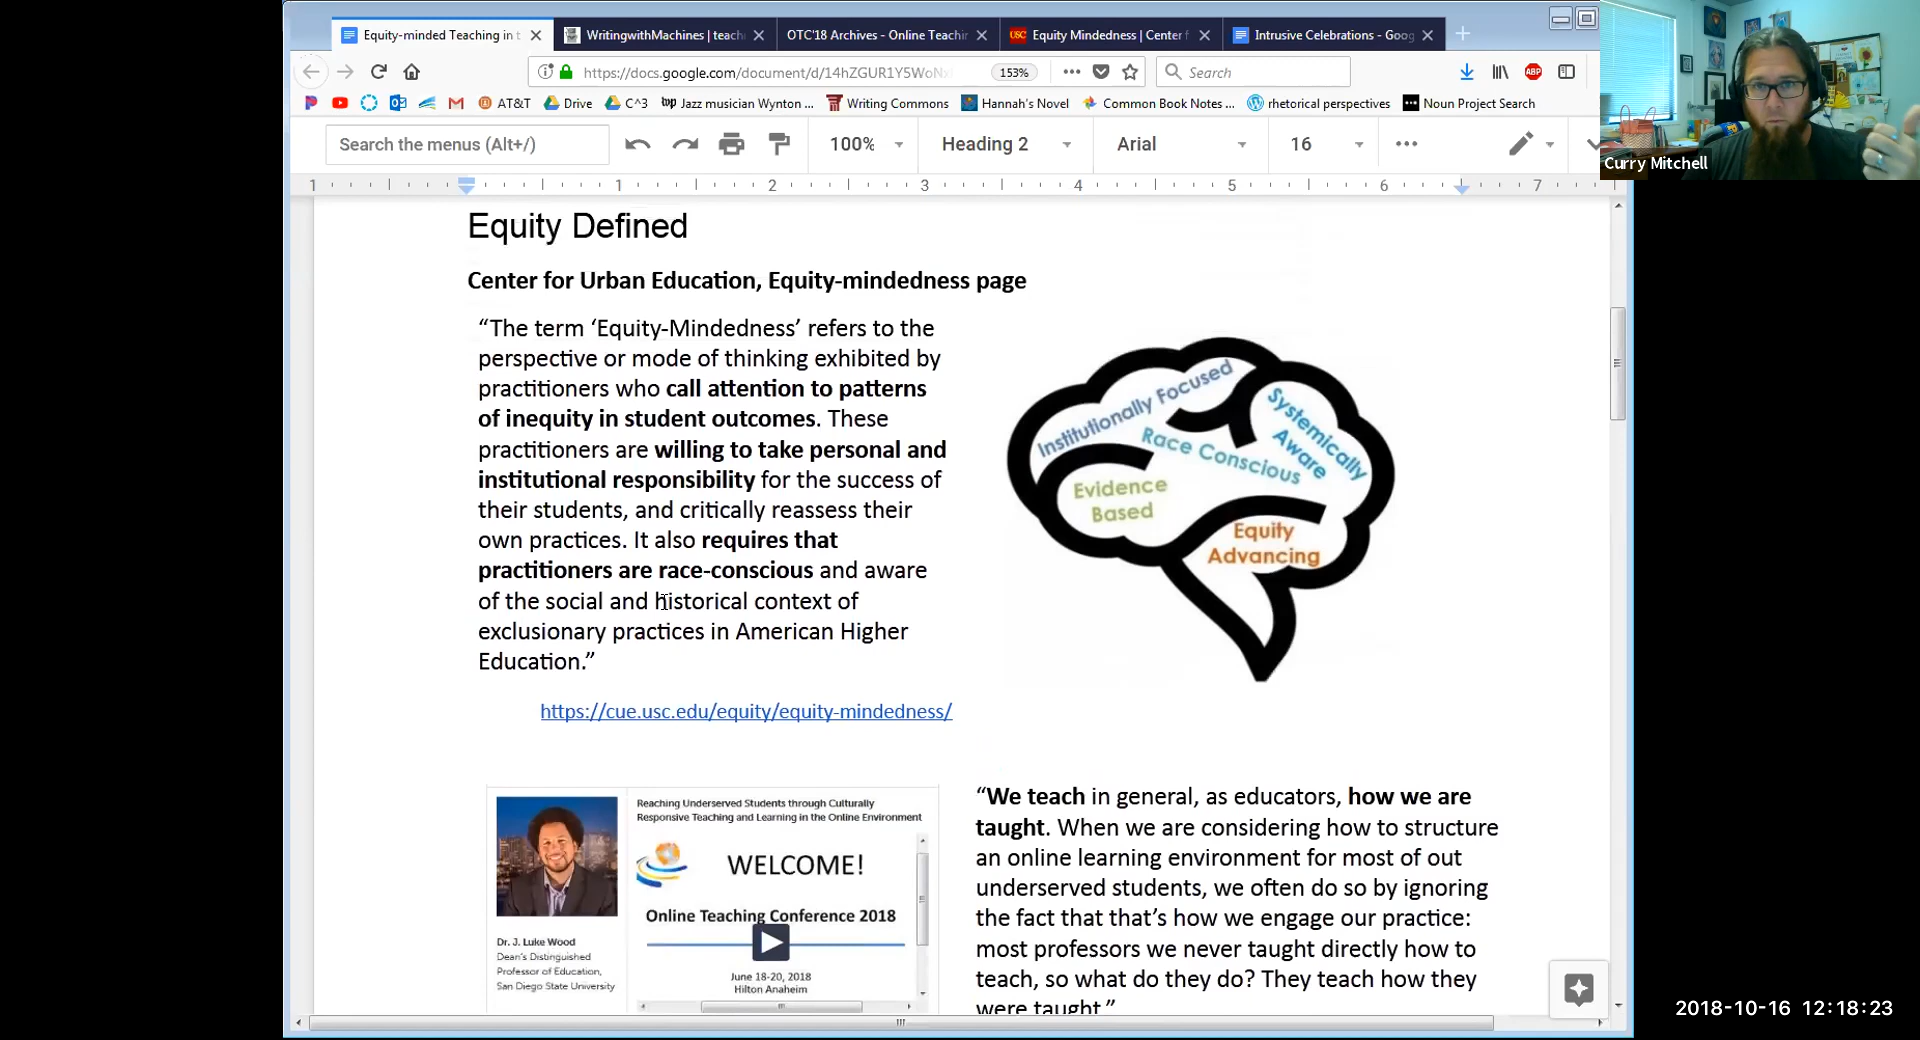 Equity-minded Teaching in t
WritingwithMachines | teach
OTC'18 Archives - Online Teachin
USC Equity Mindedness | Center f
Intrusive Celebrations - Goog
https://docs.google.com/document/d/14hZGUR1Y5WoNx
153%
Search
ABP
AT&T
Drive
C^3
wp Jazz musician Wynton ...
Writing Commons
Hannah's Novel
Common Book Notes ...
rhetorical perspectives
Noun Project Search
Curry Mitchell
Search the menus (Alt+/)
100%
Heading 2
Arial
16
1 1 2 3 4 5 6 7
Equity Defined
Center for Urban Education, Equity-mindedness page
“The term ‘Equity-Mindedness’ refers to the
perspective or mode of thinking exhibited by
practitioners who call attention to patterns
of inequity in student outcomes. These
practitioners are willing to take personal and
institutional responsibility for the success of
their students, and critically reassess their
own practices. It also requires that
practitioners are race-conscious and aware
of the social and historical context of
exclusionary practices in American Higher
Education.”
https://cue.usc.edu/equity/equity-mindedness/
Institutionally Focused
Systemically
Aware
Race Conscious
Evidence
Based
Equity
Advancing
Reaching Underserved Students through Culturally
Responsive Teaching and Learning in the Online Environment
WELCOME!
Online Teaching Conference 2018
June 18-20, 2018
Hilton Anaheim
Dr. J. Luke Wood
Dean's Distinguished
Professor of Education,
San Diego State University
“We teach in general, as educators, how we are
taught. When we are considering how to structure
an online learning environment for most of out
underserved students, we often do so by ignoring
the fact that that’s how we engage our practice:
most professors we never taught directly how to
teach, so what do they do? They teach how they
were taught.”
2018-10-16 12:18:23